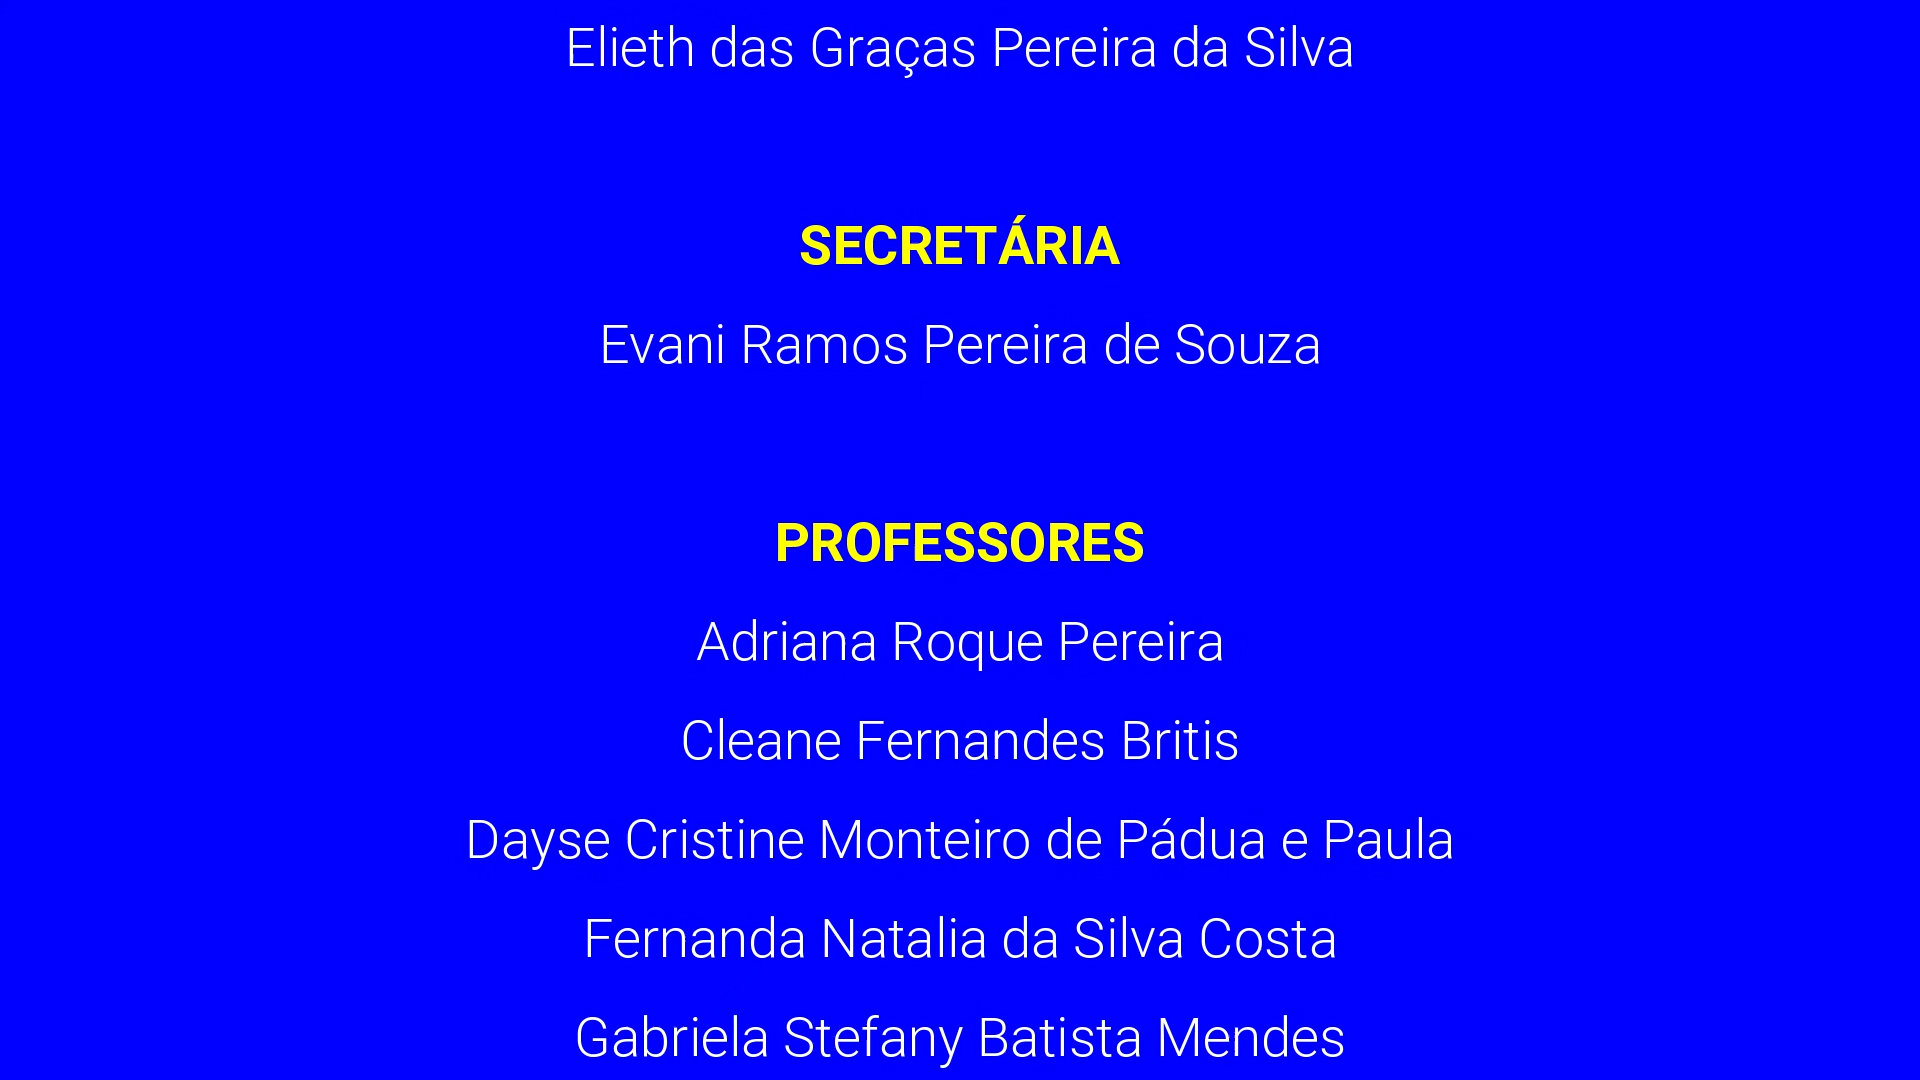 Elieth das Graças Pereira da Silva
SECRETÁRIA
Evani Ramos Pereira de Souza
PROFESSORES
Adriana Roque Pereira
Cleane Fernandes Britis
Dayse Cristine Monteiro de Pádua e Paula
Fernanda Natalia da Silva Costa
Gabriela Stefany Batista Mendes